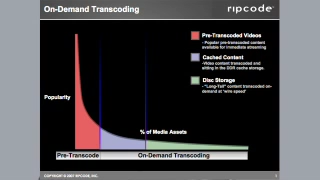 On-Demand Transcoding
ripcode
Pre-Transcoded Videos
- Popular pre-transcoded content
available for immediate streaming
Cached Content
- Video content transcoded and
sitting in the DDR cache storage.
Disc Storage
- "Long-Tail" content transcoded on-
demand at 'wire speed'
Popularity
% of Media Assets
Pre-Transcode
On-Demand Transcoding
COPYRIGHT © 2007 RIPCODE, INC.